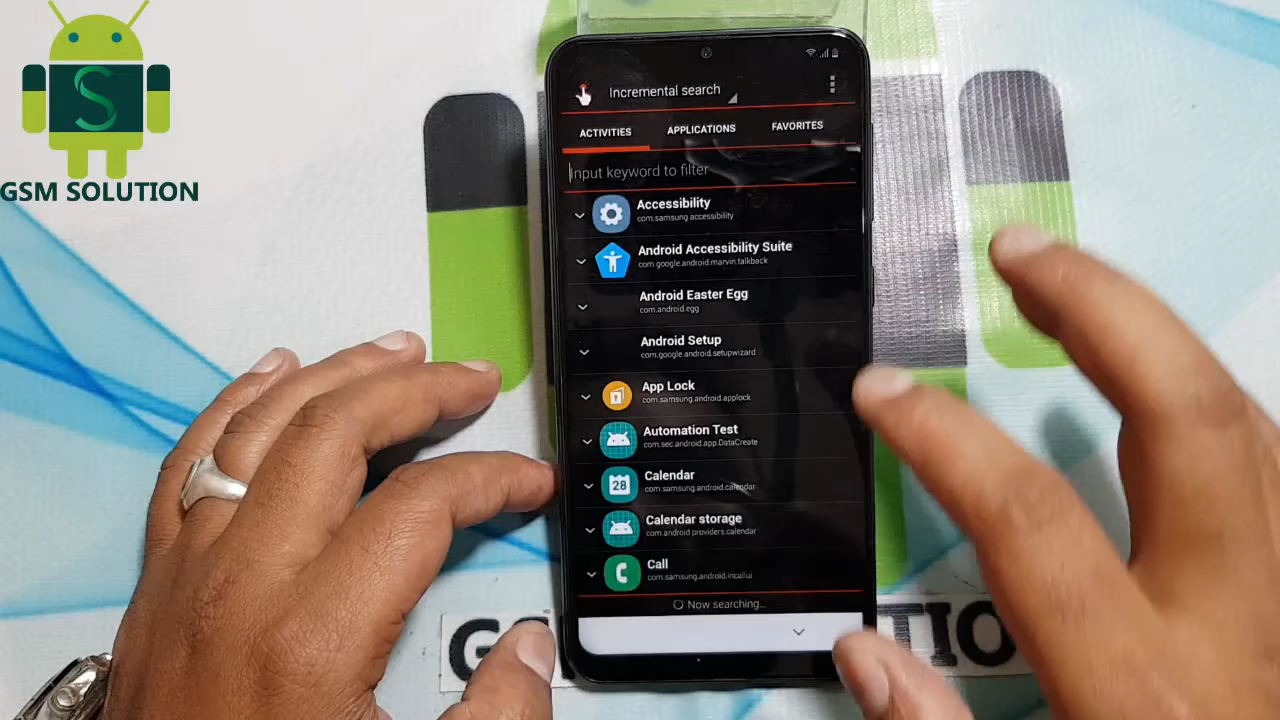 S
GSM SOLUTION
Incremental search
ACTIVITIES APPLICATIONS FAVORITES
Input keyword to filter
Accessibility
com.samsung.accessibility
Android Accessibility Suite
com.google.android.marvin.talkback
Android Easter Egg
com.android.egg
Android Setup
com.google.android.setupwizard
App Lock
com.samsung.android.applock
Automation Test
com.sec.android.app.DataCreate
28
Calendar
com.samsung.android.calendar
Calendar storage
com.android.providers.calendar
Call
com.samsung.android.incallui
Now searching...